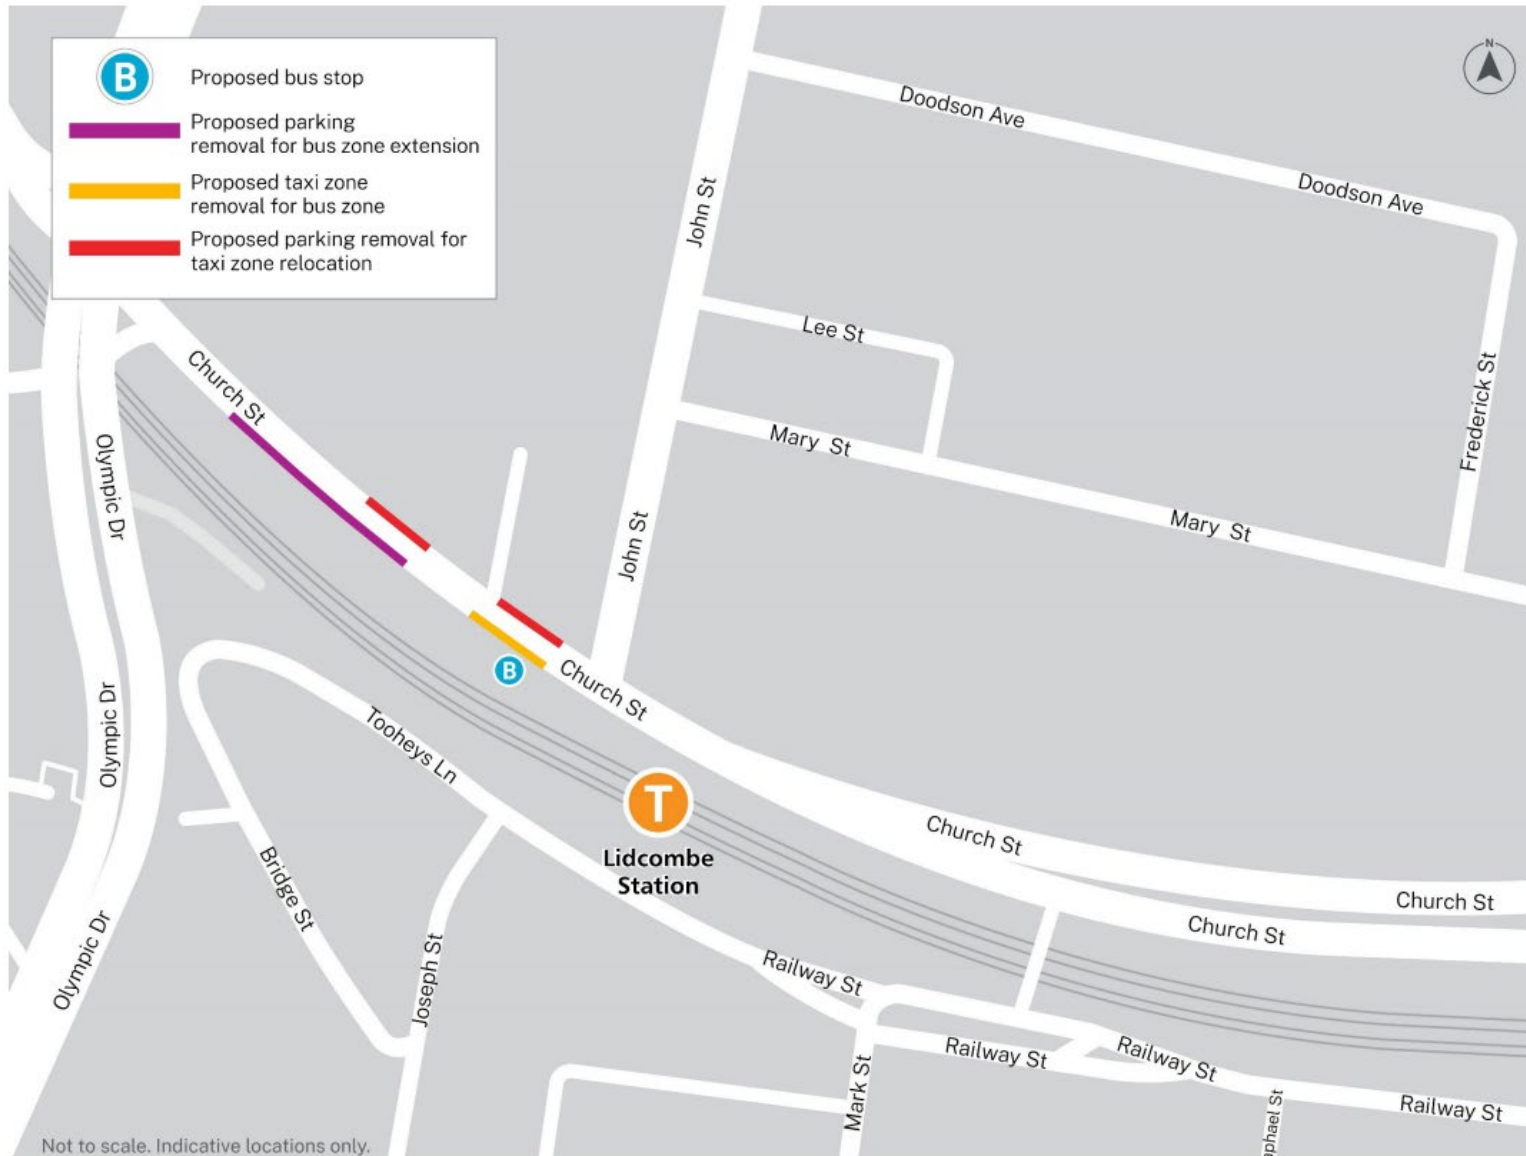 B
Proposed bus stop
Proposed parking
removal for bus zone extension
Proposed taxi zone
removal for bus zone
Proposed parking removal for
taxi zone relocation
N
Doodson Ave
Doodson Ave
John St
Lee St
Church St
Frederick St
Mary St
Olympic Dr
Mary St
John St
B
Church St
Olympic Dr
Tooheys Ln
T
Lidcombe
Station
Church St
Bridge St
Church St
Church St
Olympic Dr
Joseph St
Railway St
Railway St
Railway St
Mark St
Railway St
phael St
Not to scale. Indicative locations only.